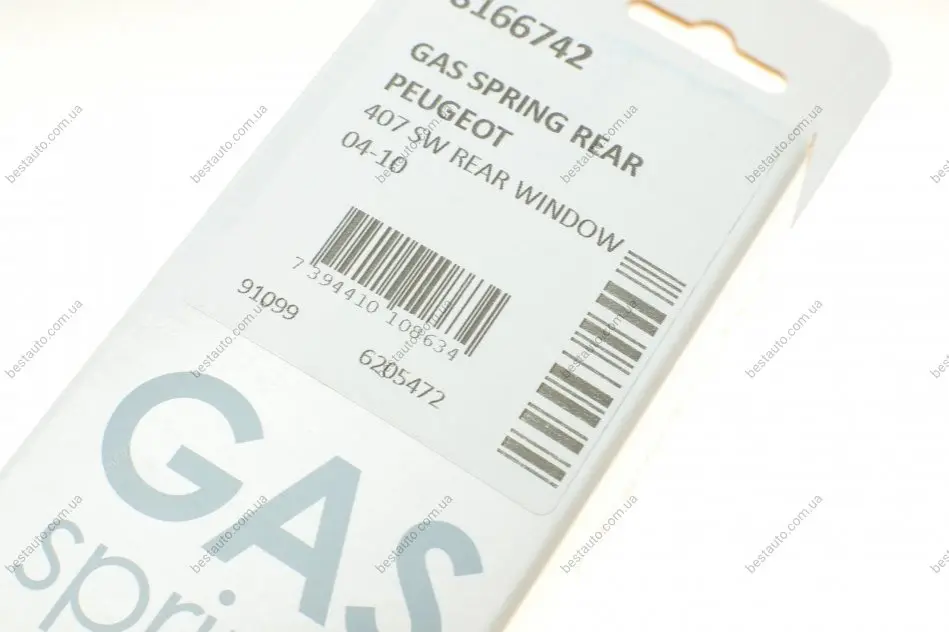 8166742
GAS SPRING REAR
PEUGEOT
407 SW REAR WINDOW
04-10
7 394410 108634
91099
6205472
GAS
spri
bestauto.com.ua